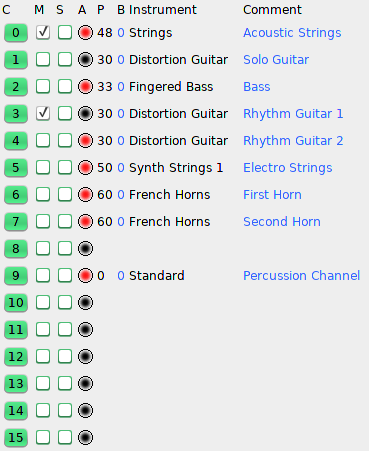 C M S A P B Instrument Comment
0 48 0 Strings Acoustic Strings
1 30 0 Distortion Guitar Solo Guitar
2 33 0 Fingered Bass Bass
3 30 0 Distortion Guitar Rhythm Guitar 1
4 30 0 Distortion Guitar Rhythm Guitar 2
5 50 0 Synth Strings 1 Electro Strings
6 60 0 French Horns First Horn
7 60 0 French Horns Second Horn
8
9 0 0 Standard Percussion Channel
10
11
12
13
14
15